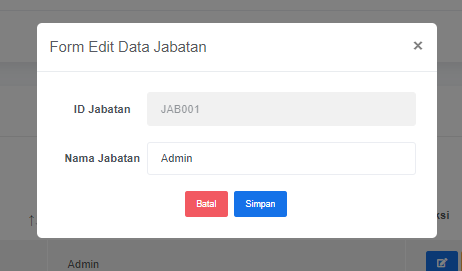 Form Edit Data Jabatan ×
ID Jabatan JAB001
Nama Jabatan Admin
Batal Simpan
Admin